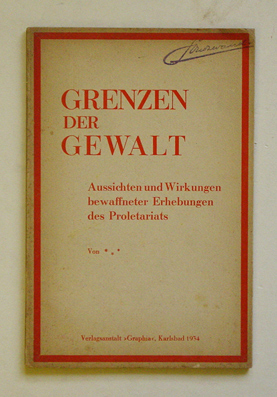 GRENZEN
DER
GEWALT
Aussichten und Wirkungen
bewaffneter Erhebungen
des Proletariats
Von * * *
Verlagsanstalt »Graphia«, Karlsbad 1934